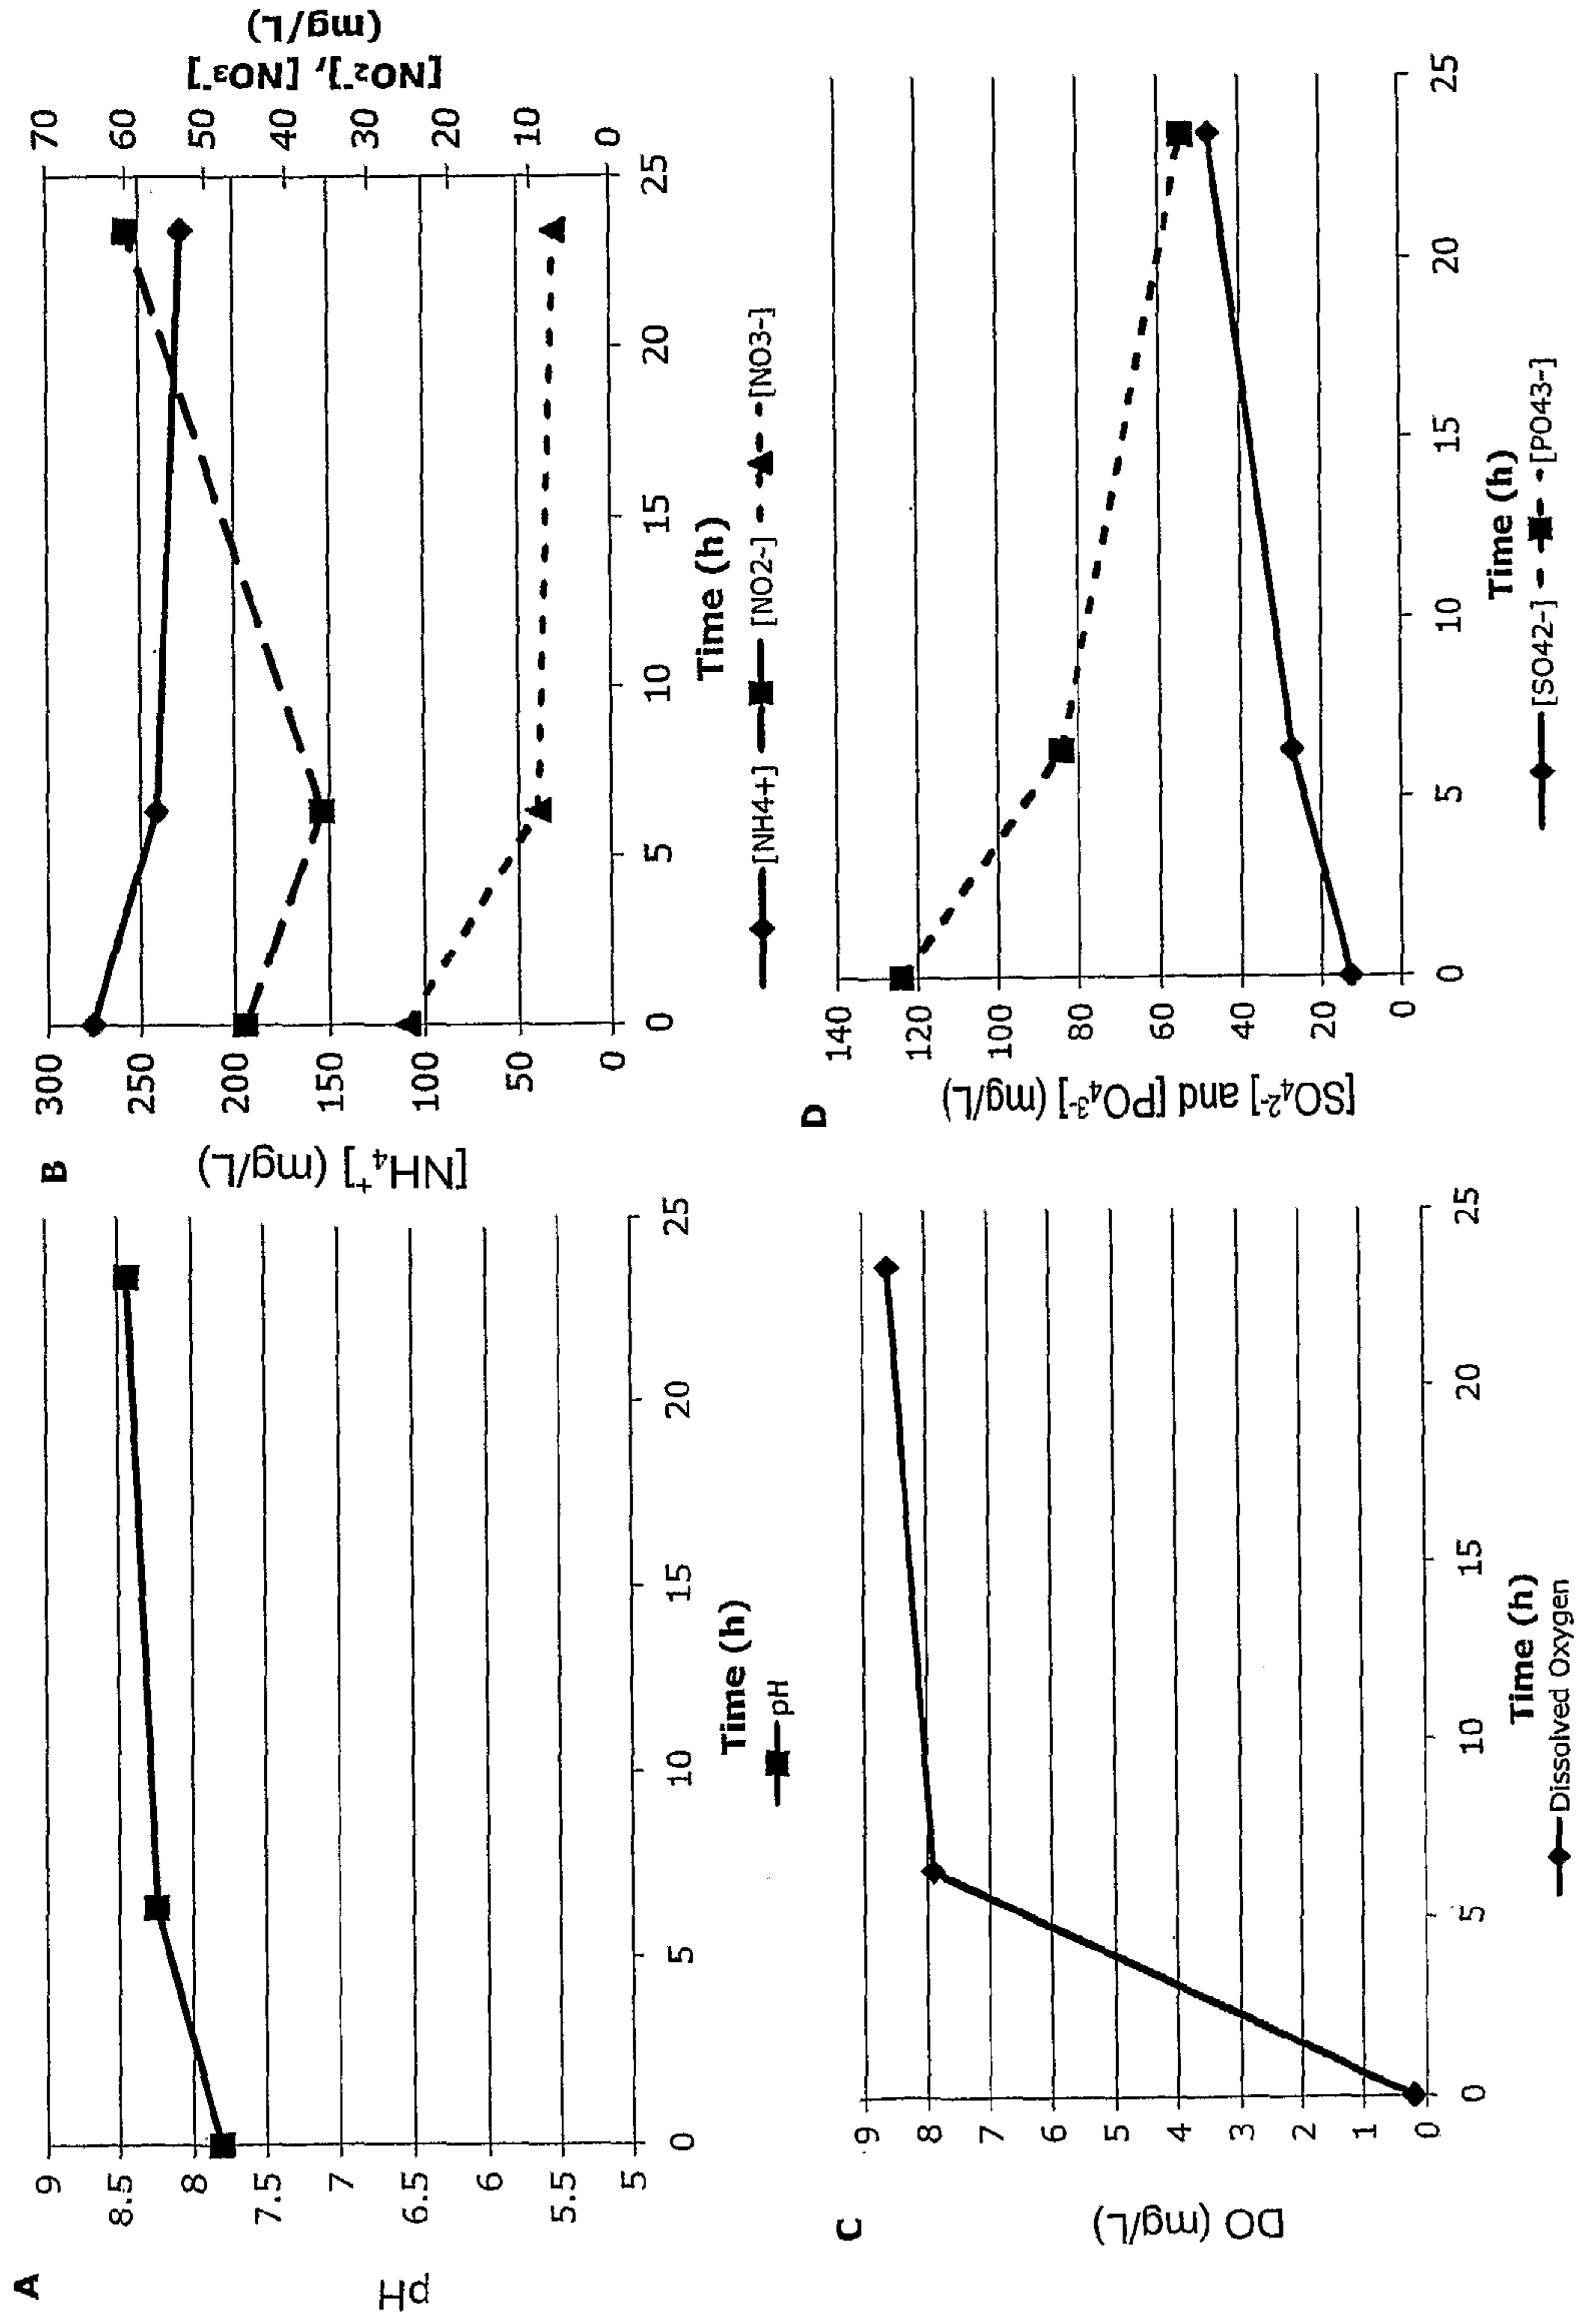 A
pH
9
8.5
8
7.5
7
6.5
6
5.5
5
0 5 10 15 20 25
Time (h)
pH
B
[NH₄⁺] (mg/L)
300
250
200
150
100
50
0
0 5 10 15 20 25
70
60
50
40
30
20
10
0
[NO₂⁻], [NO₃⁻]
(mg/L)
Time (h)
[NH4+] [NO2-] [NO3-]
C
DO (mg/L)
9
8
7
6
5
4
3
2
1
0
0 5 10 15 20 25
Time (h)
Dissolved Oxygen
D
[SO₄²⁻] and [PO₄³⁻] (mg/L)
140
120
100
80
60
40
20
0
0 5 10 15 20 25
Time (h)
[SO42-] [PO43-]